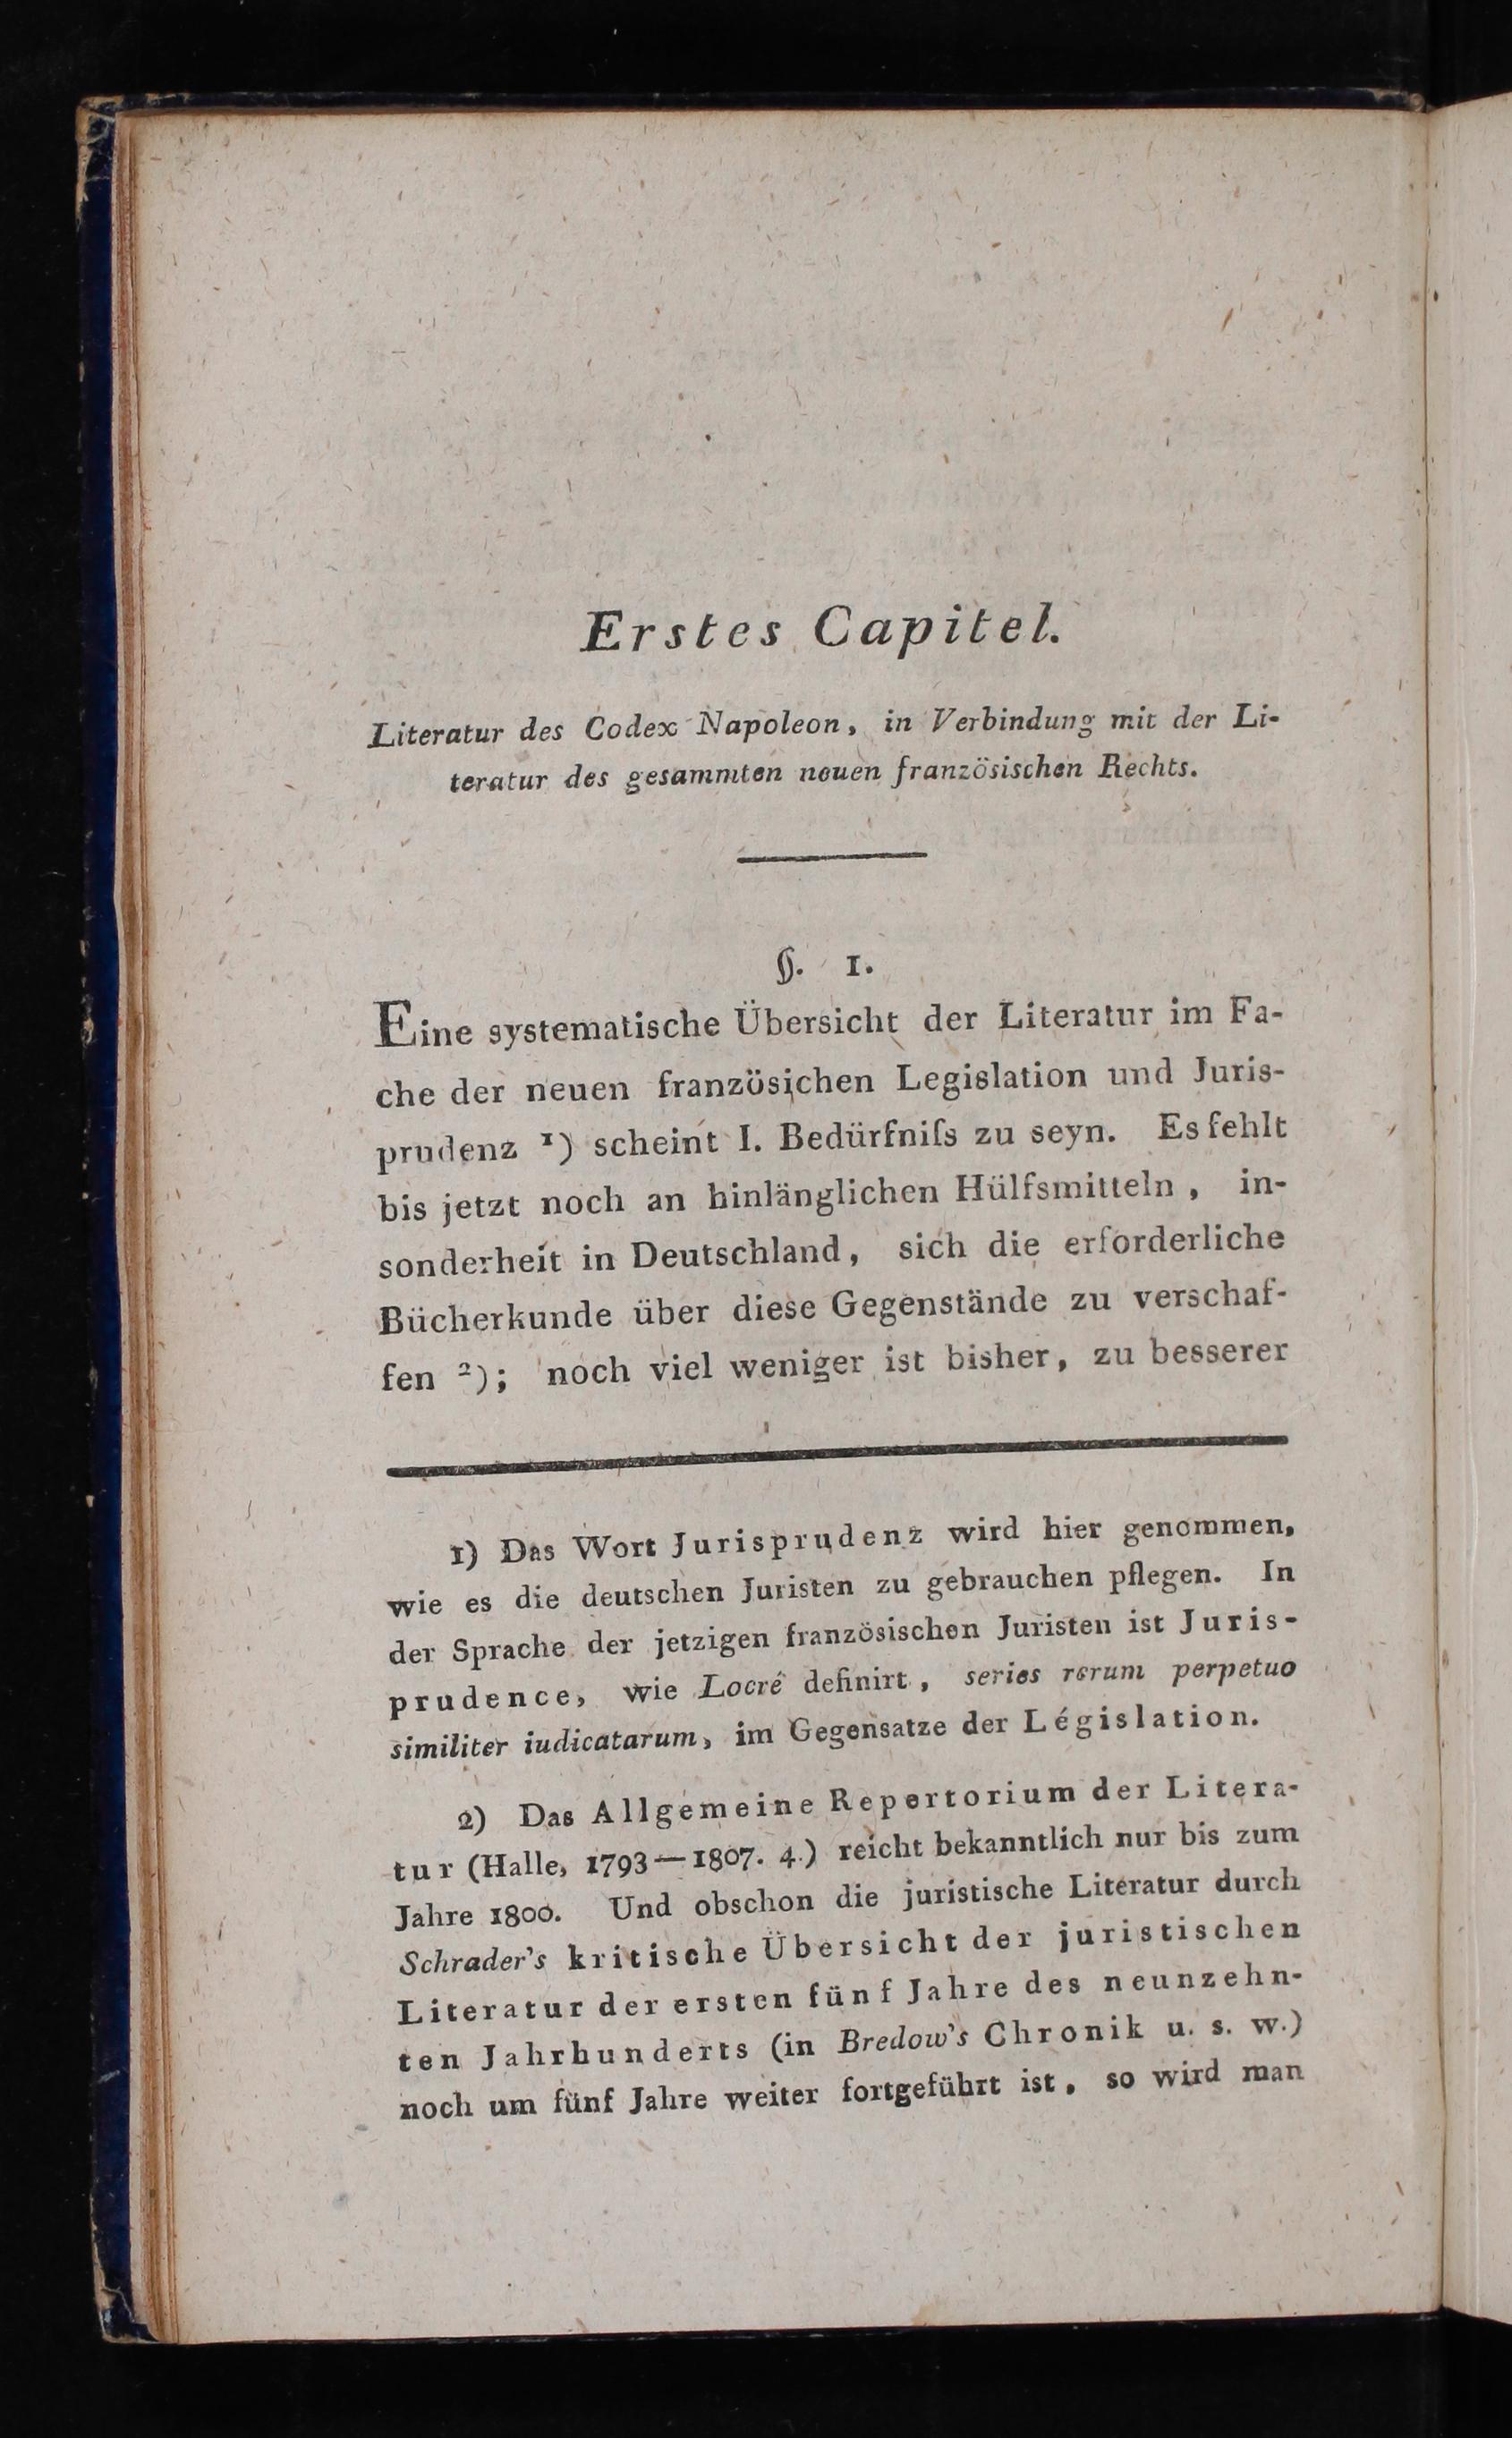 Erstes Capitel.
Literatur des Codex Napoleon, in Verbindung mit der Li-
teratur des gesammten neuen französischen Rechts.
§. 1.
Eine systematische Übersicht der Literatur im Fa-
che der neuen französichen Legislation und Juris-
prudenz ¹) scheint I. Bedürfniſs zu seyn. Es fehlt
bis jetzt noch an hinlänglichen Hülfsmitteln, in-
sonderheit in Deutschland, sich die erforderliche
Bücherkunde über diese Gegenstände zu verschaf-
fen ²); noch viel weniger ist bisher, zu besserer
1) Das Wort Jurisprudenz wird hier genommen,
wie es die deutschen Juristen zu gebrauchen pflegen. In
der Sprache der jetzigen französischen Juristen ist Juris-
prudence, wie Locré definirt, series rerum perpetuo
similiter iudicatarum, im Gegensatze der Législation.
2) Das Allgemeine Repertorium der Litera-
tur (Halle, 1793—1807. 4.) reicht bekanntlich nur bis zum
Jahre 1800. Und obschon die juristische Literatur durch
Schrader's kritische Übersicht der juristischen
Literatur der ersten fünf Jahre des neunzehn-
ten Jahrhunderts (in Bredow's Chronik u. s. w.)
noch um fünf Jahre weiter fortgeführt ist, so wird man